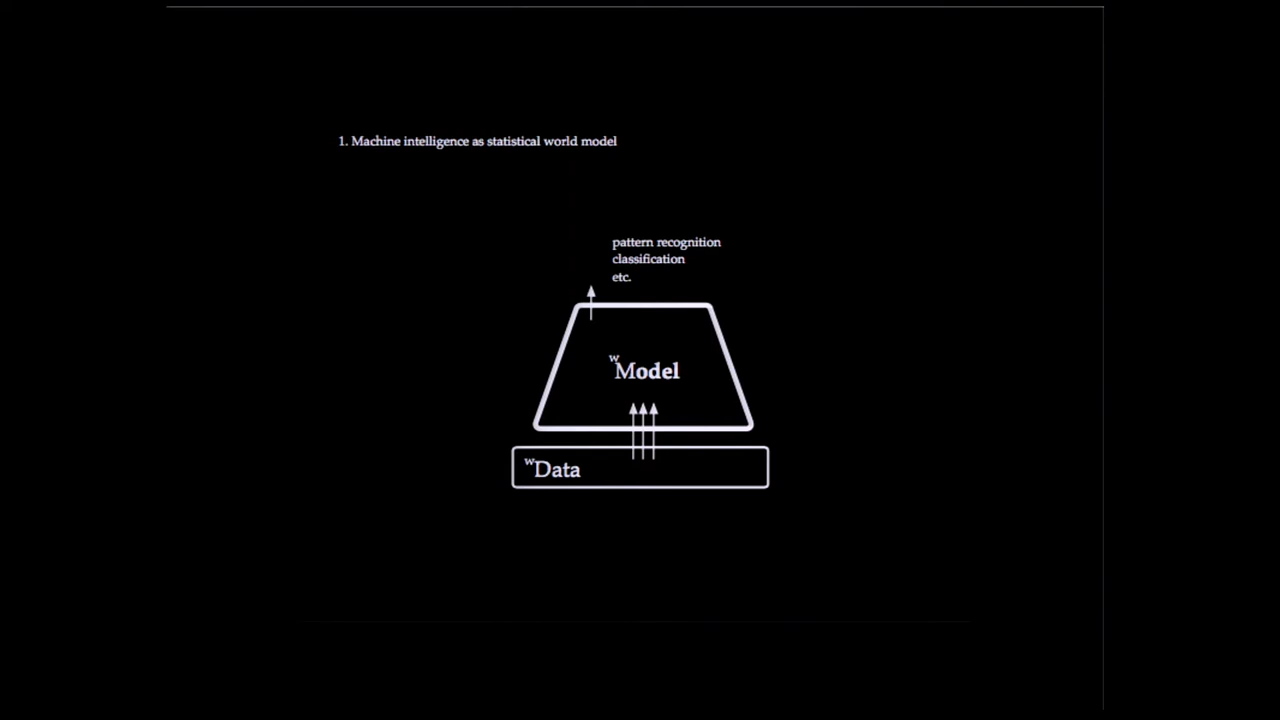 1. Machine intelligence as statistical world model
pattern recognition
classification
etc.
wModel
wData